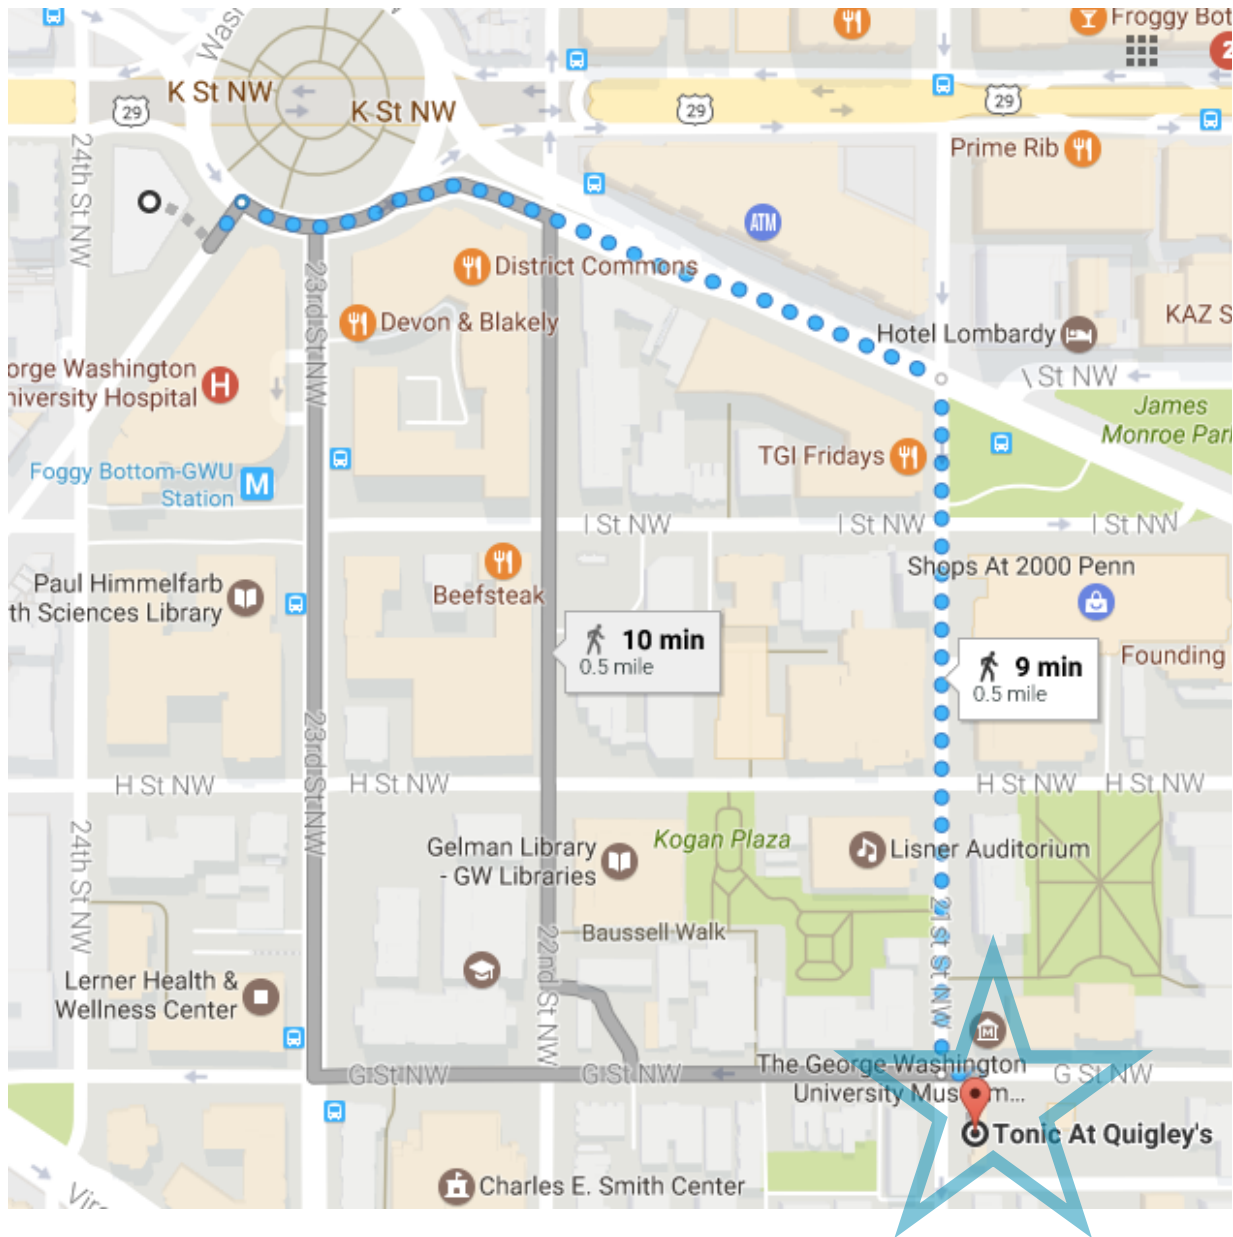 Froggy Bot
Wasi
2
K St NW
K St NW
29
29
29
24th St NW
Prime Rib
ATM
District Commons
23rd St NW
KAZ S
Devon & Blakely
Hotel Lombardy
orge Washington
niversity Hospital
H
\ St NW
James
Monroe Par
TGI Fridays
Foggy Bottom-GWU
Station
M
I St NW
I St NW
I St NW
Shops At 2000 Penn
Paul Himmelfarb
th Sciences Library
Beefsteak
10 min
0.5 mile
Founding
9 min
0.5 mile
23rd St NW
H St NW
H St NW
H St NW
H St NW
24th St NW
Kogan Plaza
Gelman Library
- GW Libraries
Lisner Auditorium
21st St NW
Baussell Walk
22nd St NW
Lerner Health &
Wellness Center
M
The George Washington
University Museum...
G St NW
G St NW
G St NW
Tonic At Quigley's
Charles E. Smith Center
Virg